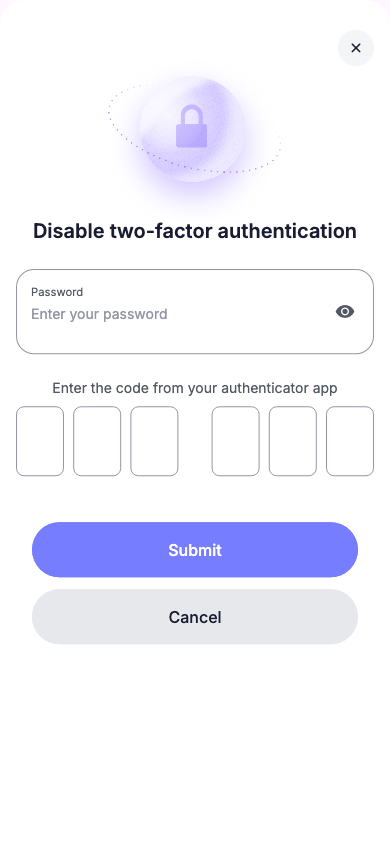 Disable two-factor authentication
Password
Enter your password
Enter the code from your authenticator app
Submit
Cancel